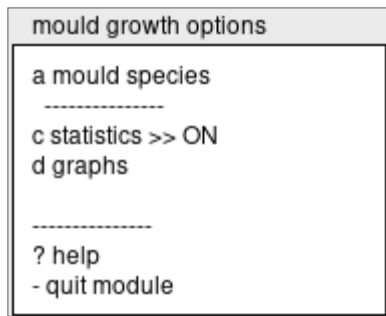 mould growth options
a mould species
---------------
c statistics >> ON
d graphs
---------------
? help
- quit module